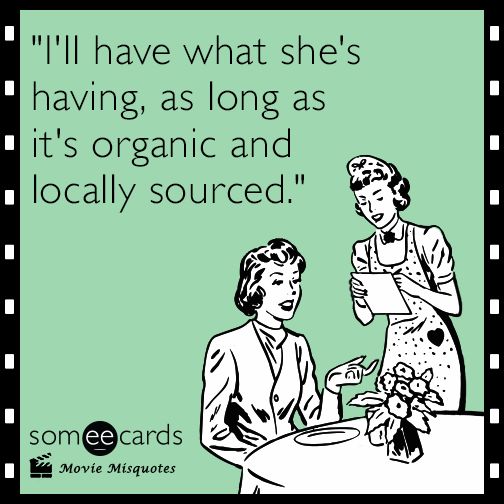 "I'll have what she's
having, as long as
it's organic and
locally sourced."
someecards
Movie Misquotes